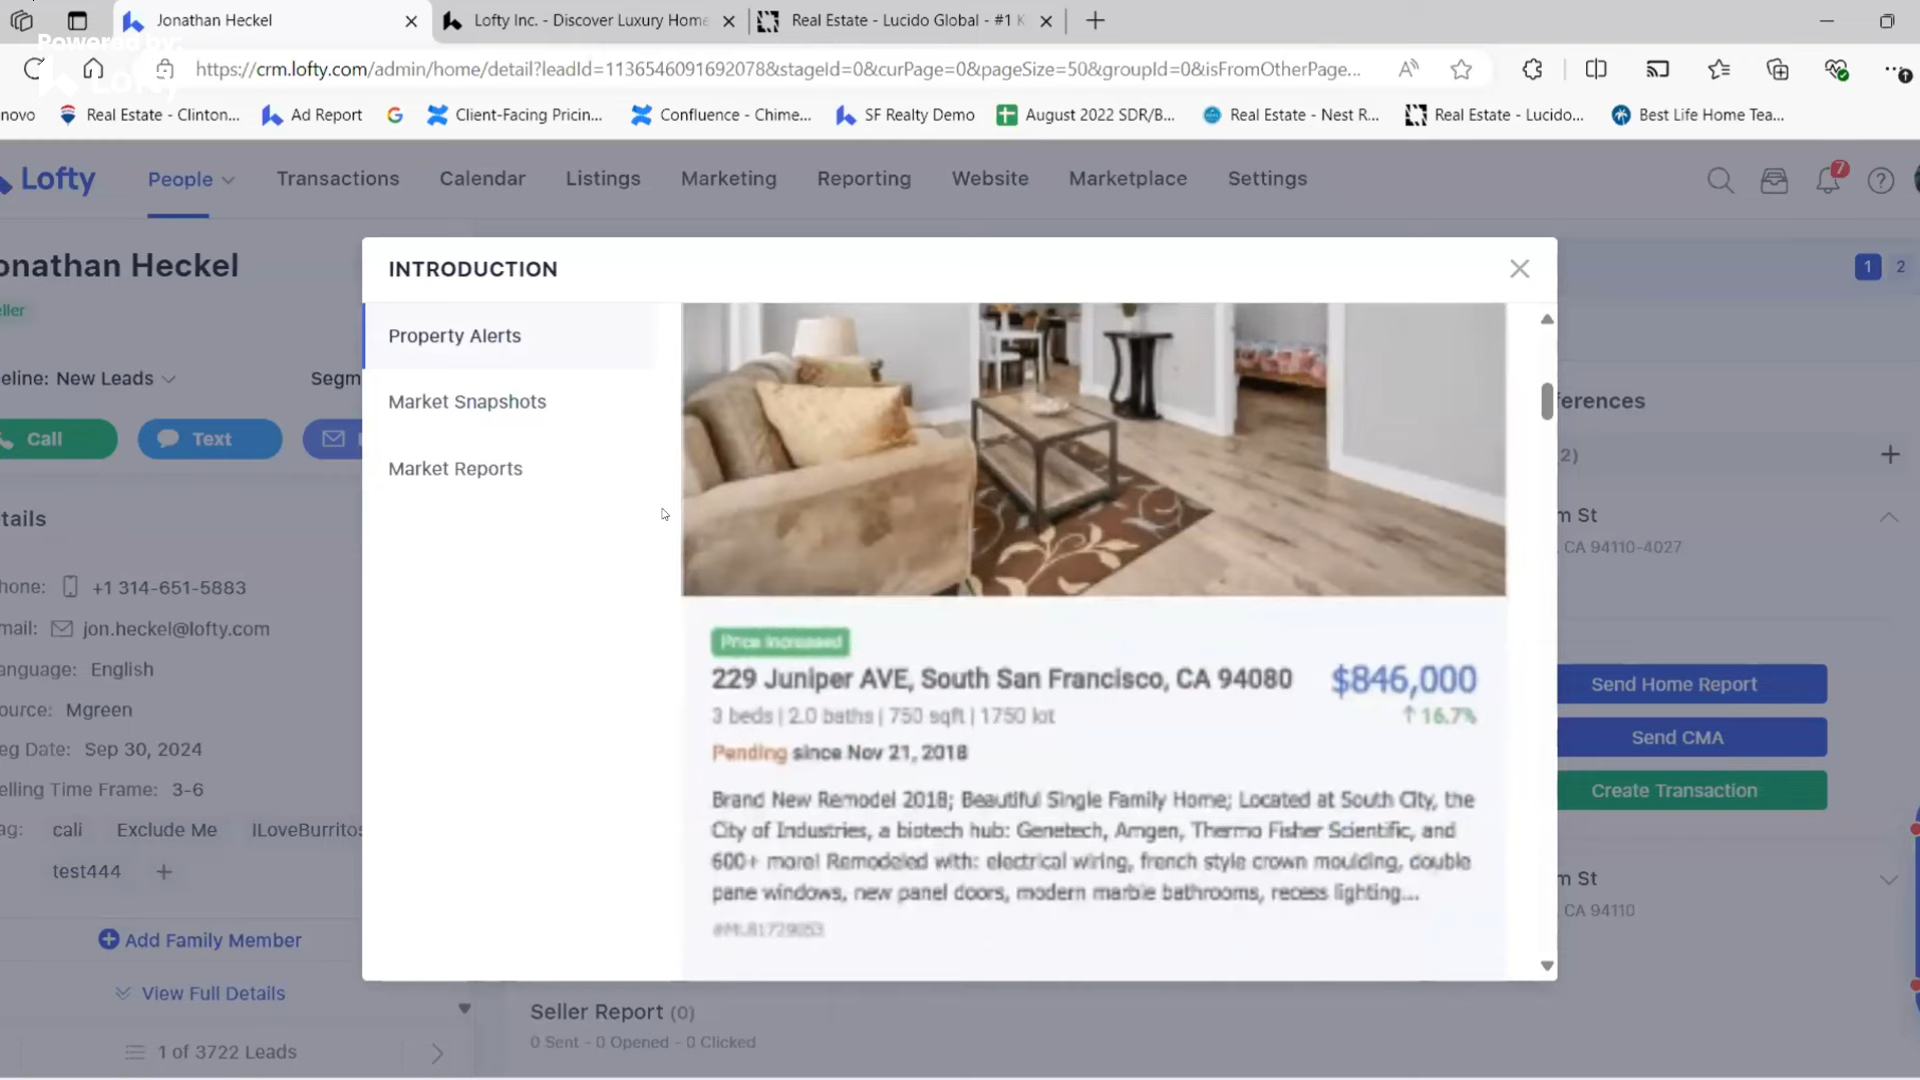 Jonathan Heckel
Lofty Inc. - Discover Luxury Home
Real Estate - Lucido Global - #1 K
Powered by:
Lofty
https://crm.lofty.com/admin/home/detail?leadId=1136546091692078&stageId=0&curPage=0&pageSize=50&groupId=0&isFromOtherPage...
novo
Real Estate - Clinton...
Ad Report
Client-Facing Pricin...
Confluence - Chime...
SF Realty Demo
August 2022 SDR/B...
Real Estate - Nest R...
Real Estate - Lucido...
Best Life Home Tea...
Lofty
People
Transactions
Calendar
Listings
Marketing
Reporting
Website
Marketplace
Settings
7
onathan Heckel
1 2
eller
eline: New Leads
Segm
Call
Text
tails
hone: +1 314-651-5883
mail: jon.heckel@lofty.com
anguage: English
ource: Mgreen
eg Date: Sep 30, 2024
elling Time Frame: 3-6
ag: cali Exclude Me ILoveBurritos
test444
Add Family Member
View Full Details
1 of 3722 Leads
INTRODUCTION
Property Alerts
Market Snapshots
Market Reports
Price Increased
229 Juniper AVE, South San Francisco, CA 94080
$846,000
3 beds | 2.0 baths | 750 sqft | 1750 lot
↑ 16.7%
Pending since Nov 21, 2018
Brand New Remodel 2018; Beautiful Single Family Home; Located at South City, the
City of Industries, a biotech hub: Genetech, Amgen, Thermo Fisher Scientific, and
600+ more! Remodeled with: electrical wiring, french style crown moulding, double
pane windows, new panel doors, modern marble bathrooms, recess lighting...
#ML81729053
ferences
2)
m St
, CA 94110-4027
Send Home Report
Send CMA
Create Transaction
m St
CA 94110
Seller Report (0)
0 Sent - 0 Opened - 0 Clicked